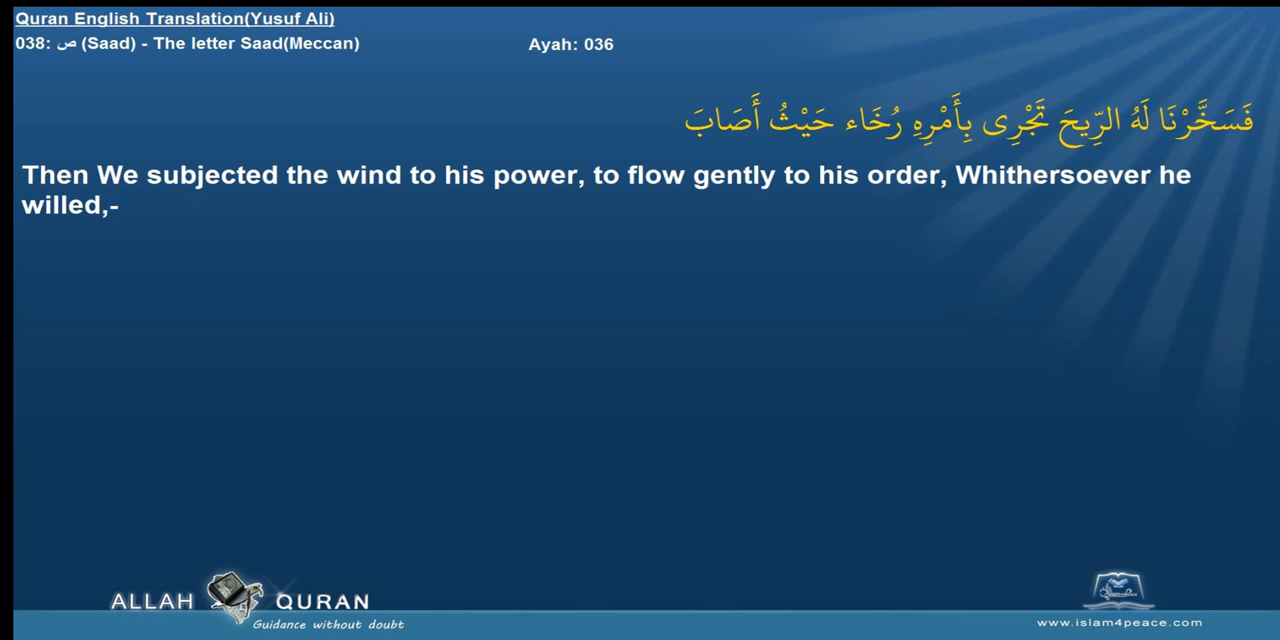 Quran English Translation(Yusuf Ali)
038: ص (Saad) - The letter Saad(Meccan) Ayah: 036
فَسَخَّرْنَا لَهُ الرِّيحَ تَجْرِى بِأَمْرِهِ رُخَاء حَيْثُ أَصَابَ
Then We subjected the wind to his power, to flow gently to his order, Whithersoever he
willed,-
ALLAH QURAN
Guidance without doubt
www.islam4peace.com